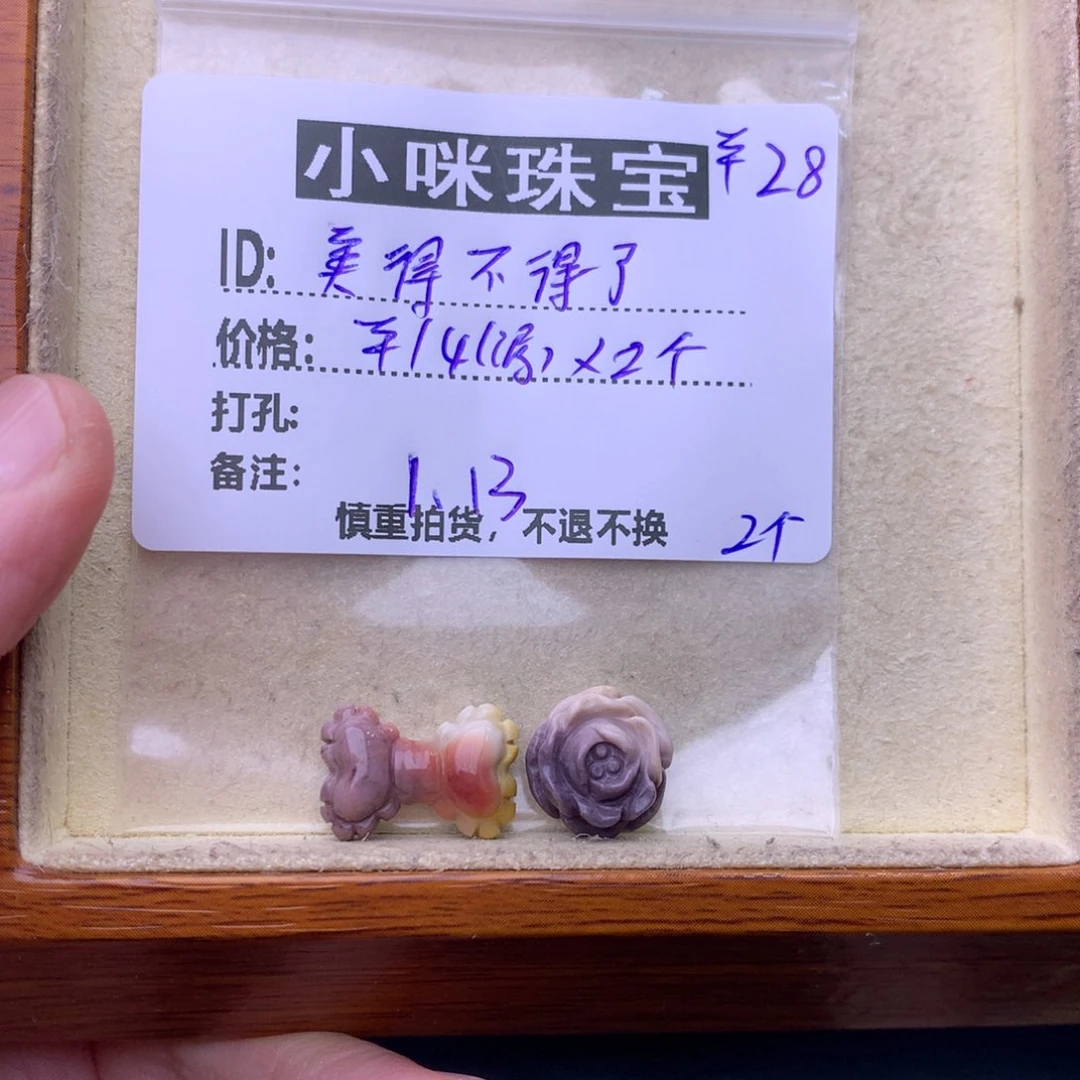 小咪珠宝 ¥28
ID: 美得不得了
价格: ¥14 ×2个
打孔:
备注: 1.13
慎重拍货，不退不换 2个